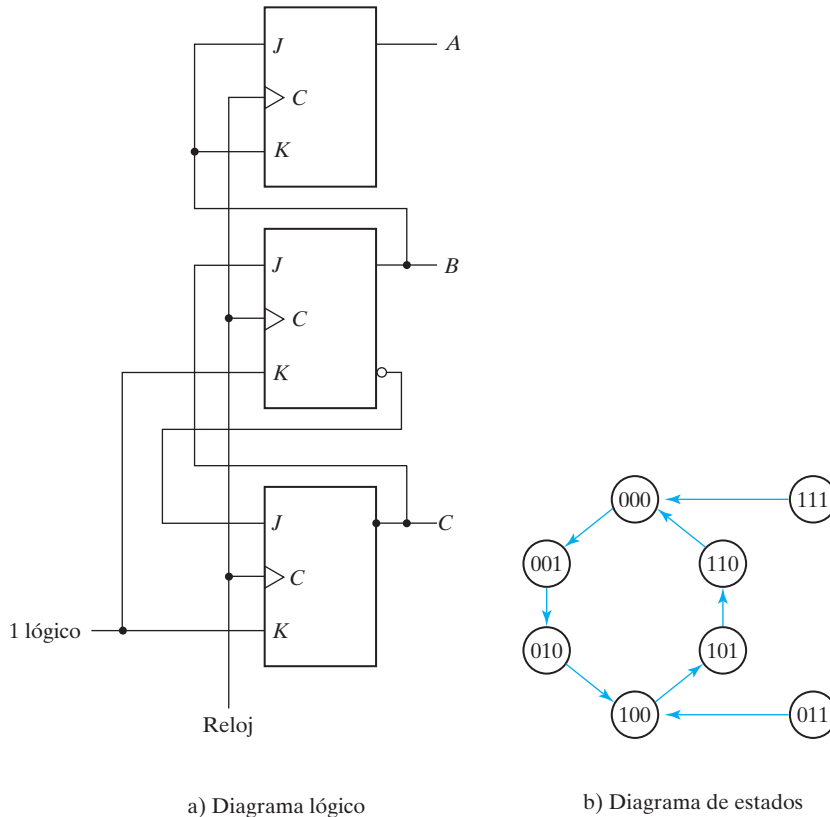 J
A
C
K
J
B
C
K
J
C
C
1 lógico
K
Reloj
000
111
001
110
010
101
100
011
a) Diagrama lógico
b) Diagrama de estados